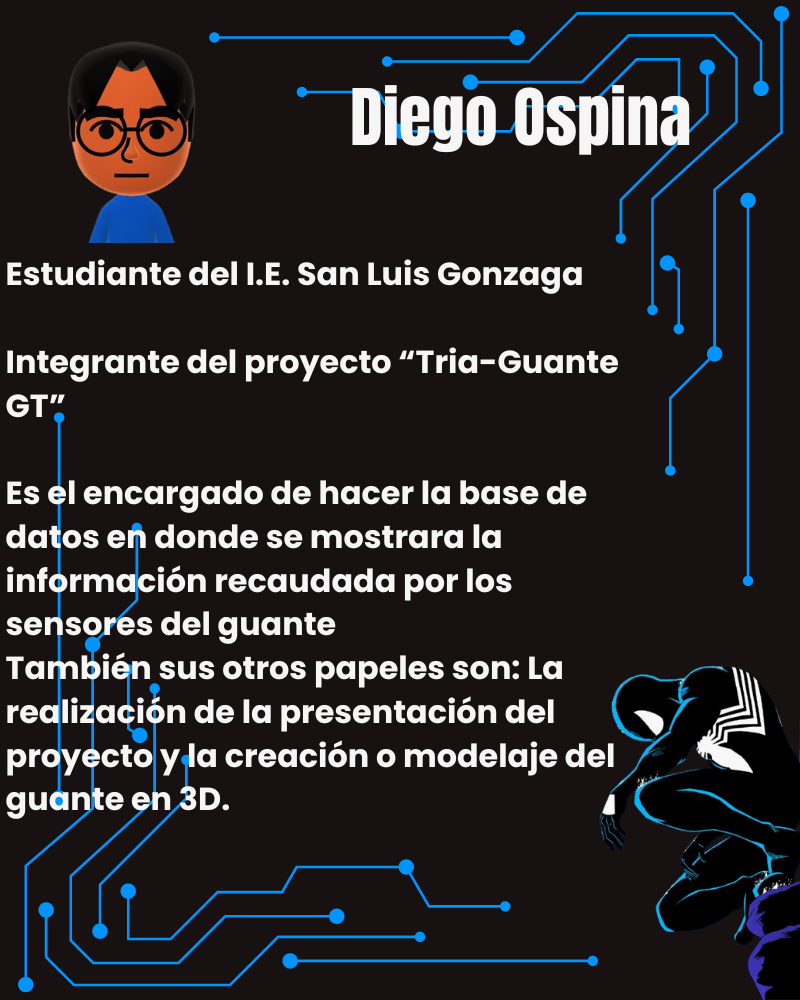 Diego Ospina
Estudiante del I.E. San Luis Gonzaga
Integrante del proyecto “Tria-Guante
GT”
Es el encargado de hacer la base de
datos en donde se mostrara la
información recaudada por los
sensores del guante
También sus otros papeles son: La
realización de la presentación del
proyecto y la creación o modelaje del
guante en 3D.